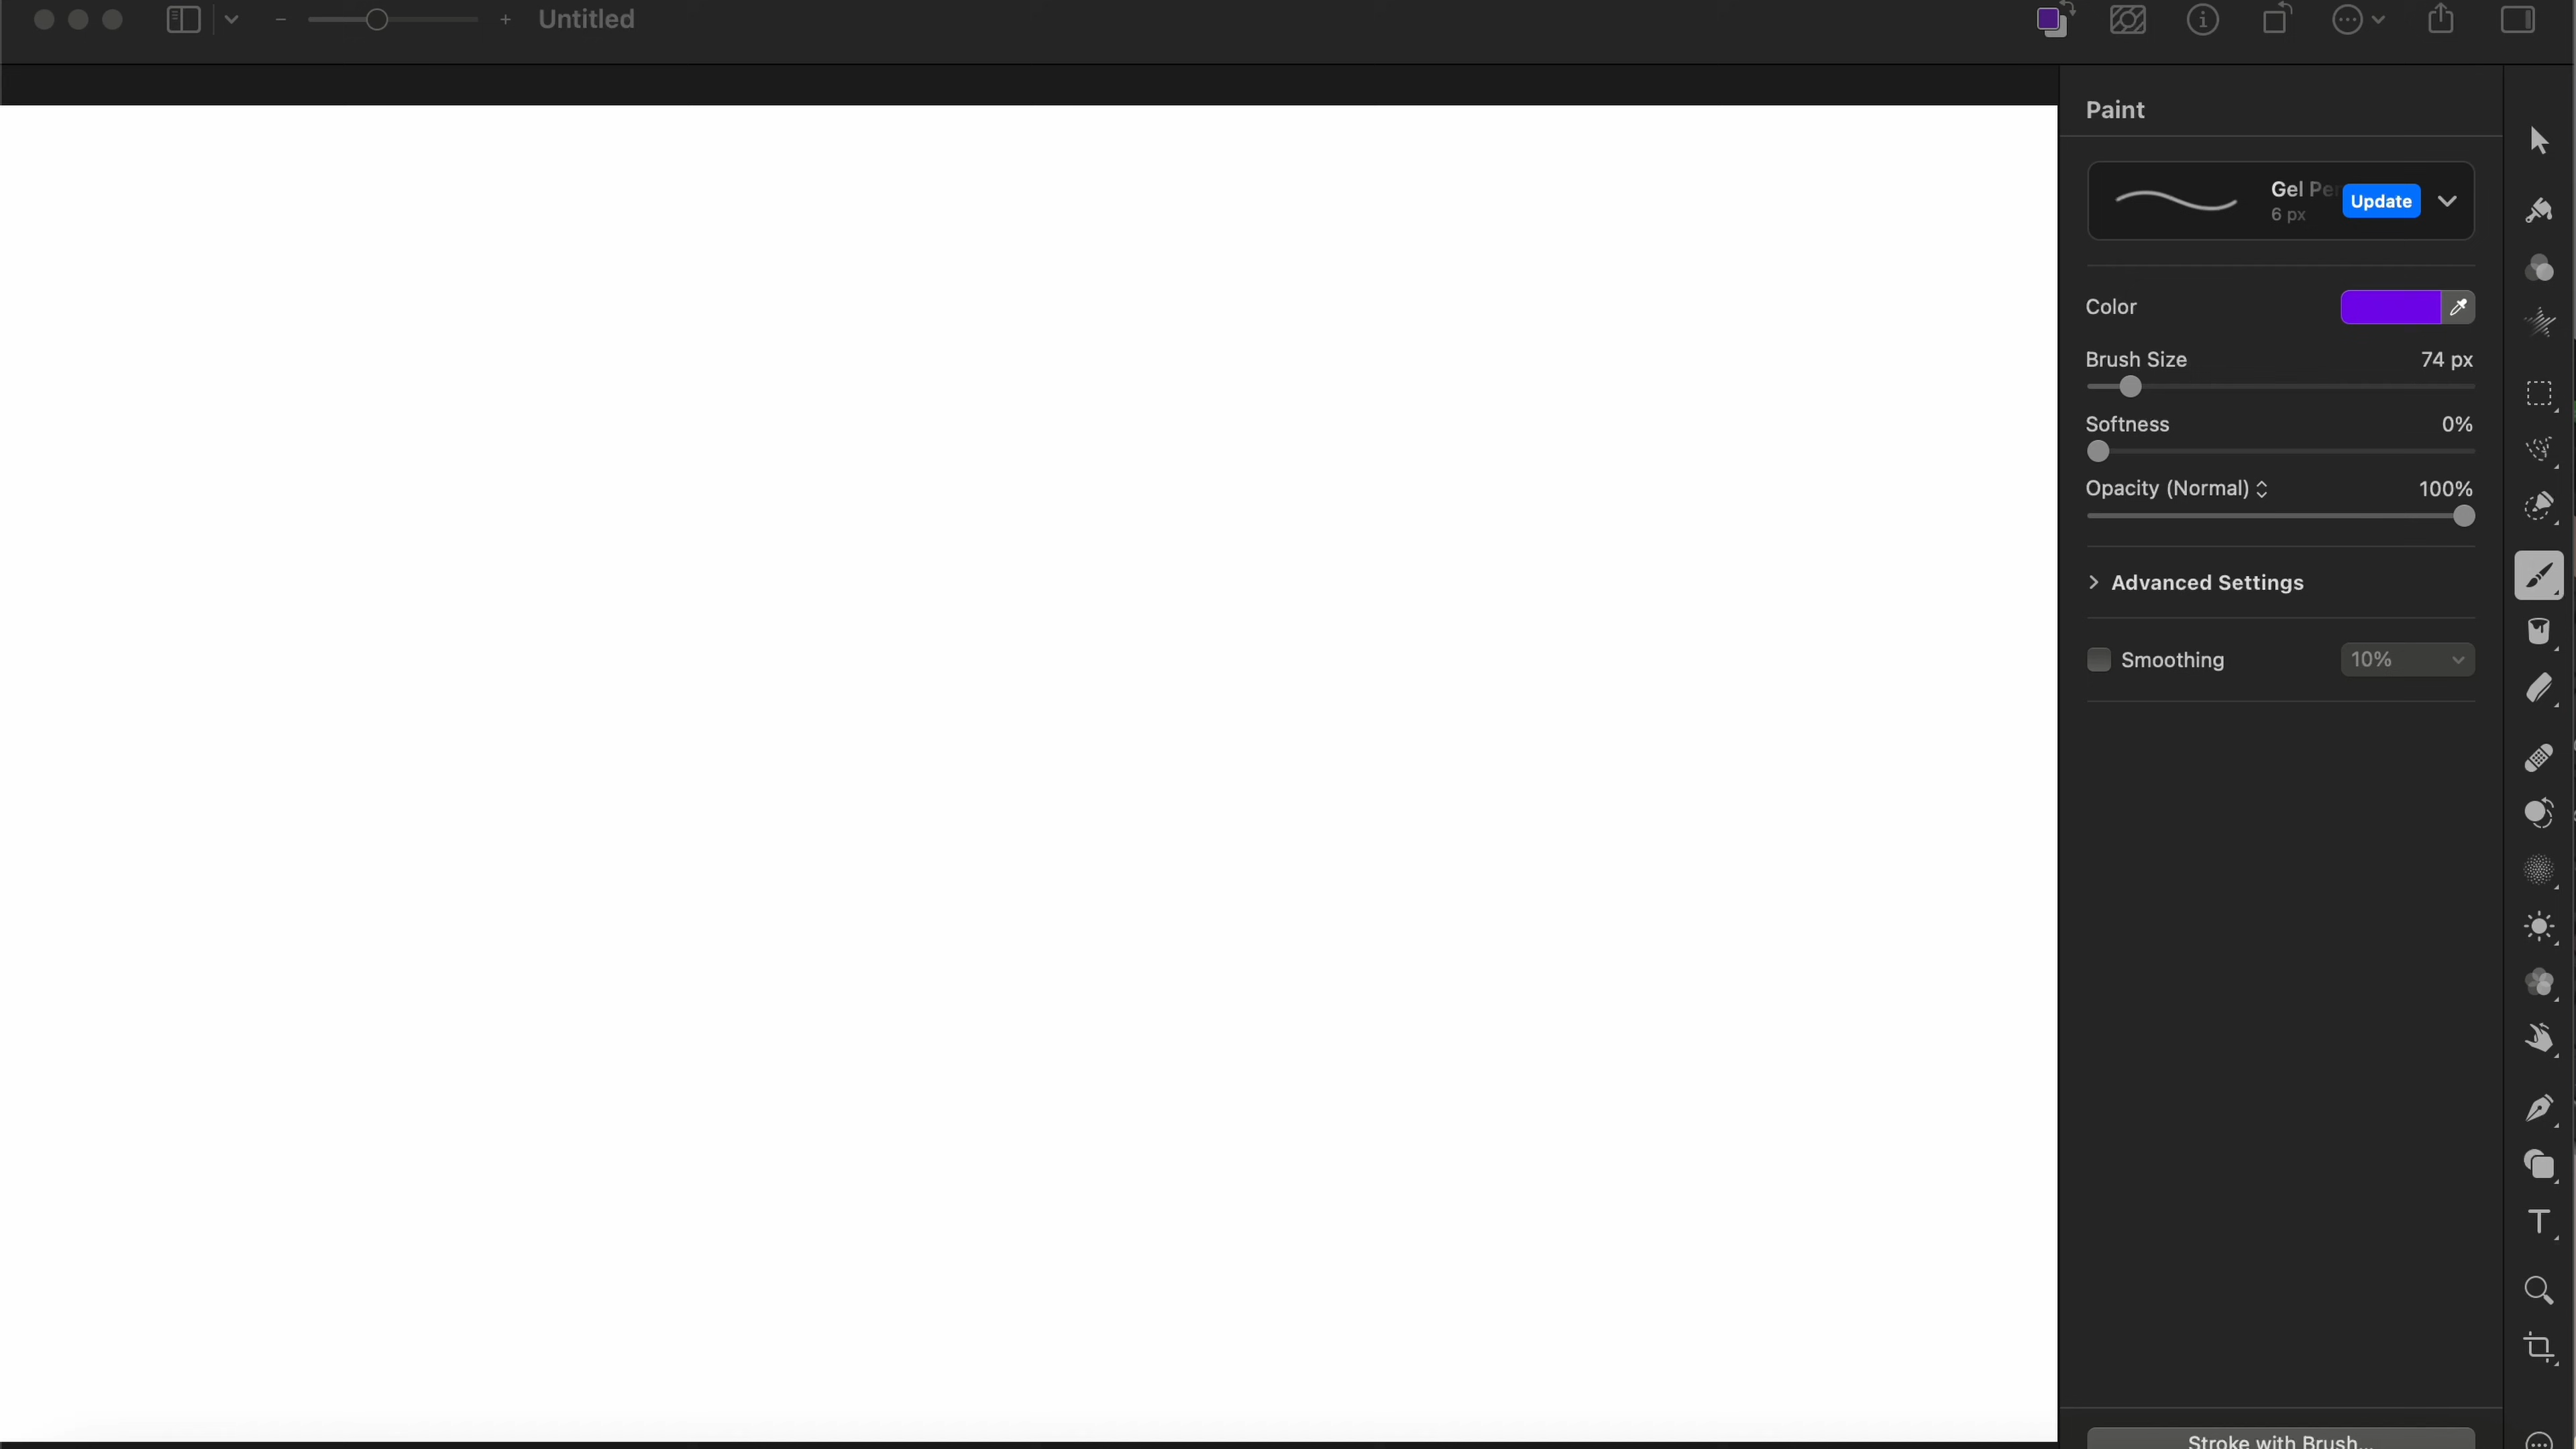 Untitled
Paint
Gel Pen Update
6 px
Color
Brush Size 74 px
Softness 0%
Opacity (Normal) 100%
Advanced Settings
Smoothing 10%
Stroke with Brush...